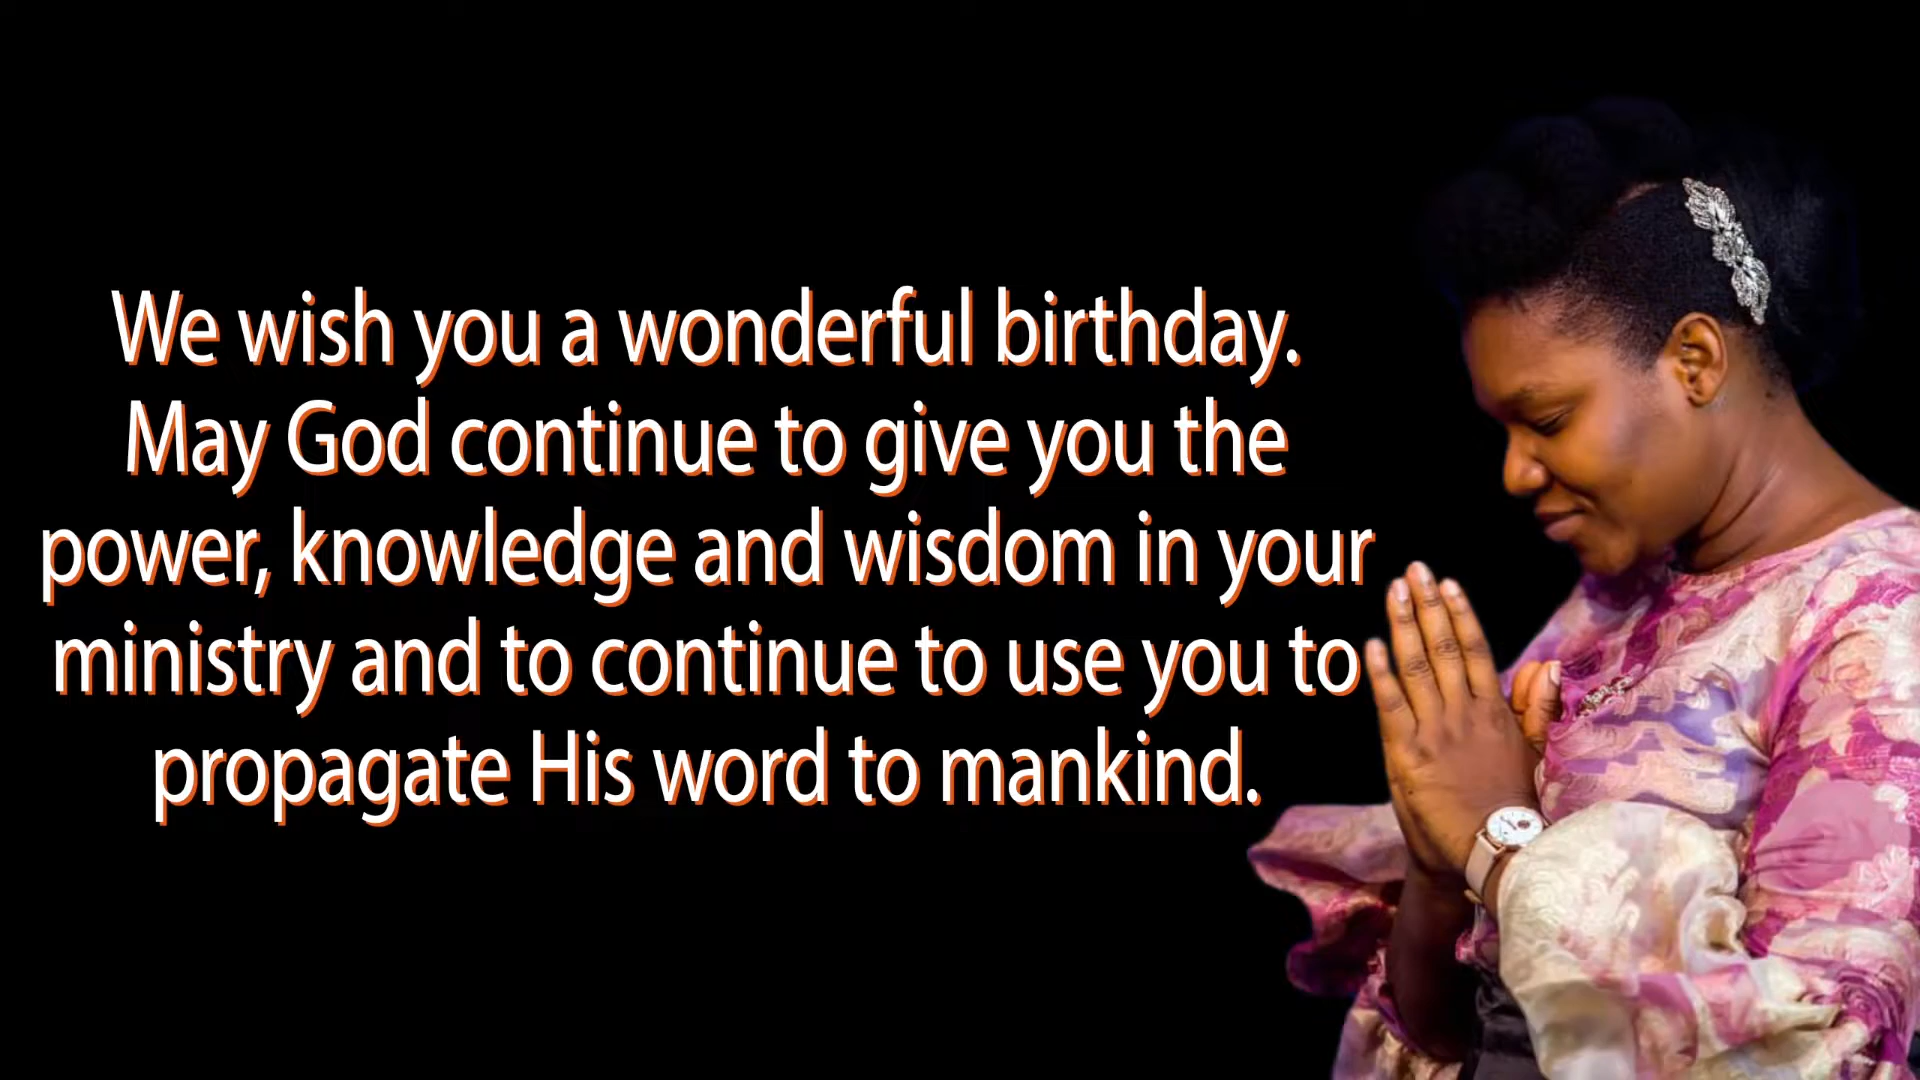 We wish you a wonderful birthday.
May God continue to give you the
power, knowledge and wisdom in your
ministry and to continue to use you to
propagate His word to mankind.